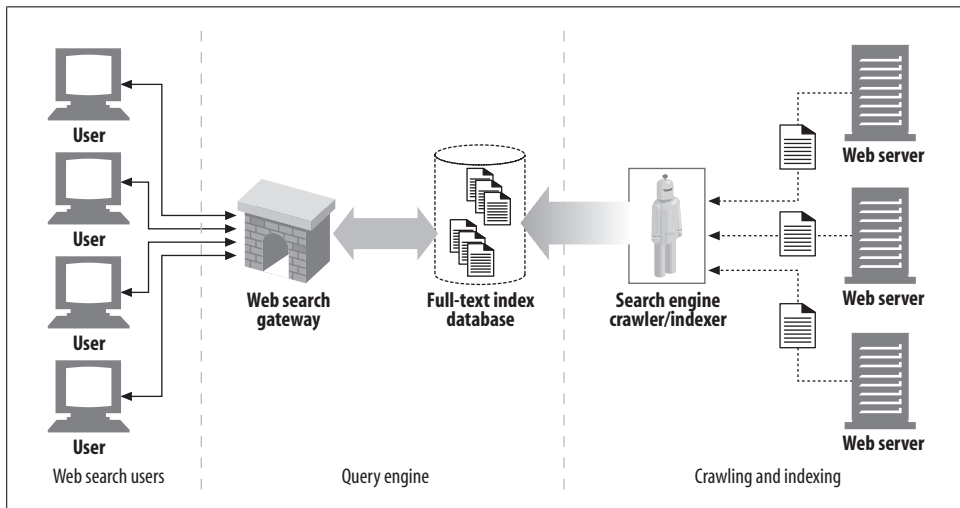 User
User
User
User
Web search users
Web search
gateway
Full-text index
database
Query engine
Search engine
crawler/indexer
Web server
Web server
Web server
Crawling and indexing